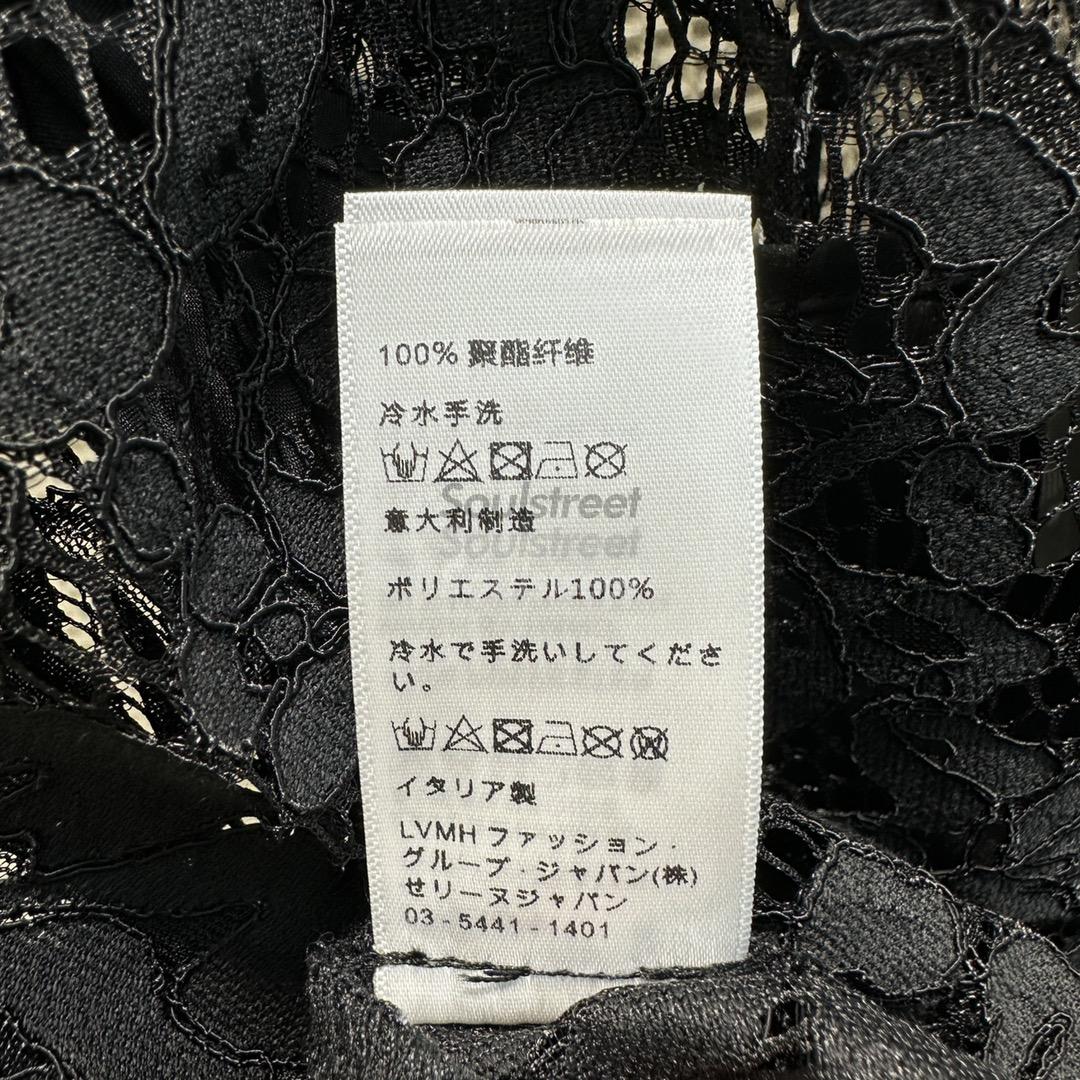 100% 聚酯纤维
冷水手洗
Soulstreet
意大利制造
Soulstreet
ポリエステル100%
冷水で手洗いしてくださ
い。
イタリア製
LVMH ファッション・
グループ・ジャパン(株)
セリーヌジャパン
03 - 5441 - 1401